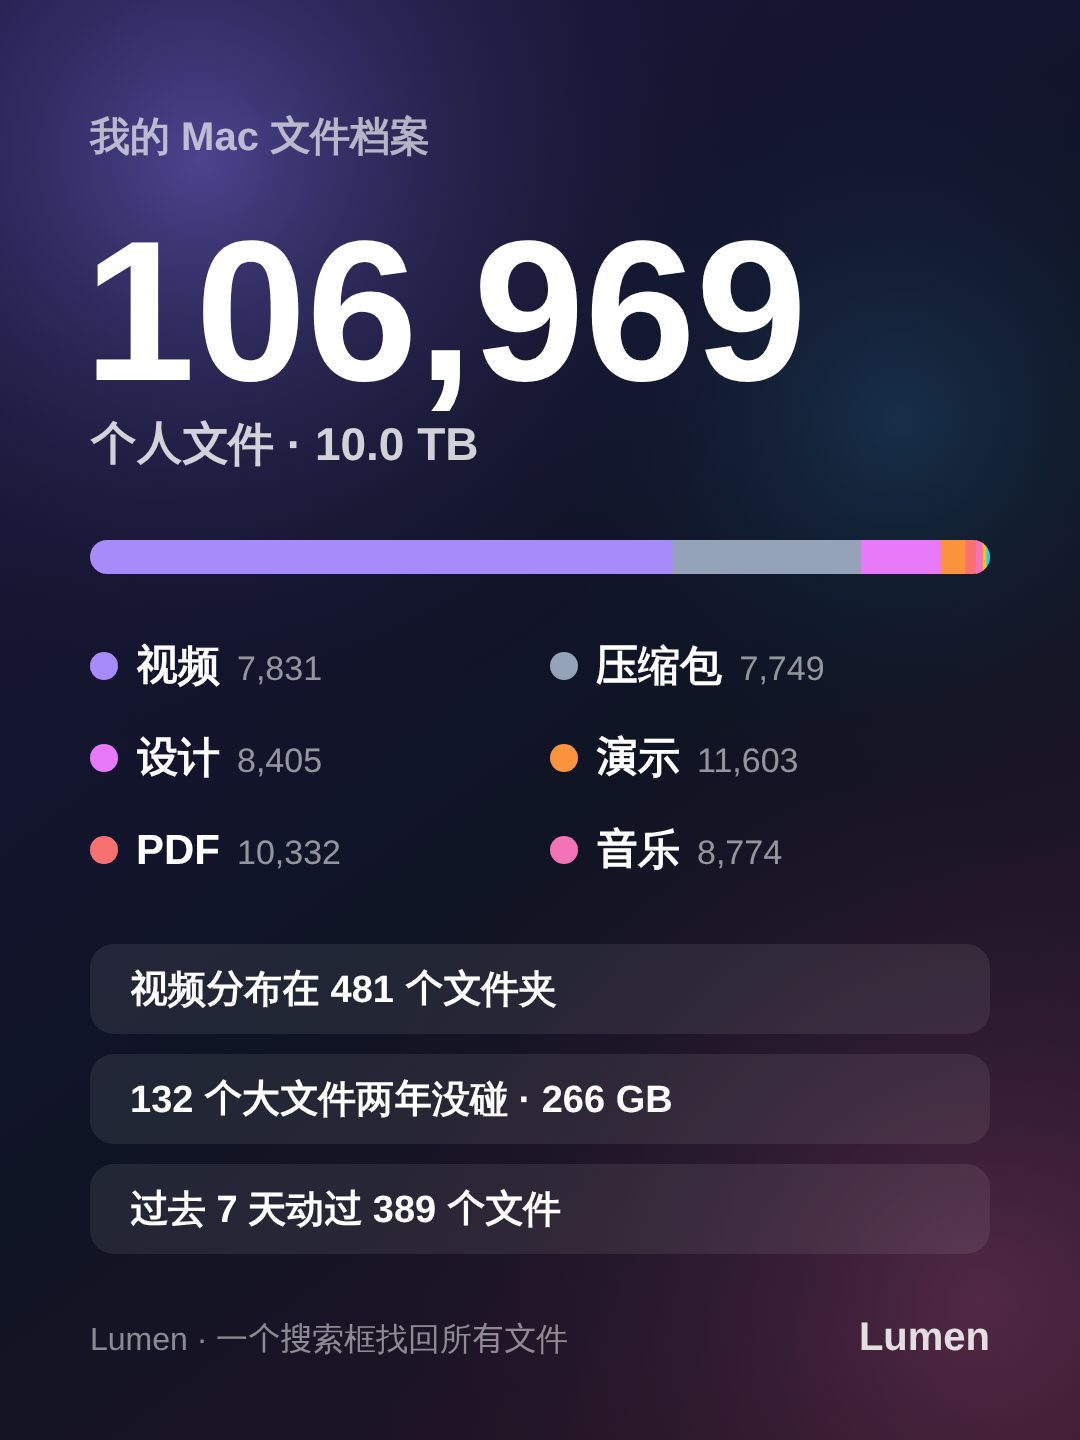 我的 Mac 文件档案
106,969
个人文件 · 10.0 TB
视频 7,831
压缩包 7,749
设计 8,405
演示 11,603
PDF 10,332
音乐 8,774
视频分布在 481 个文件夹
132 个大文件两年没碰 · 266 GB
过去 7 天动过 389 个文件
Lumen · 一个搜索框找回所有文件
Lumen